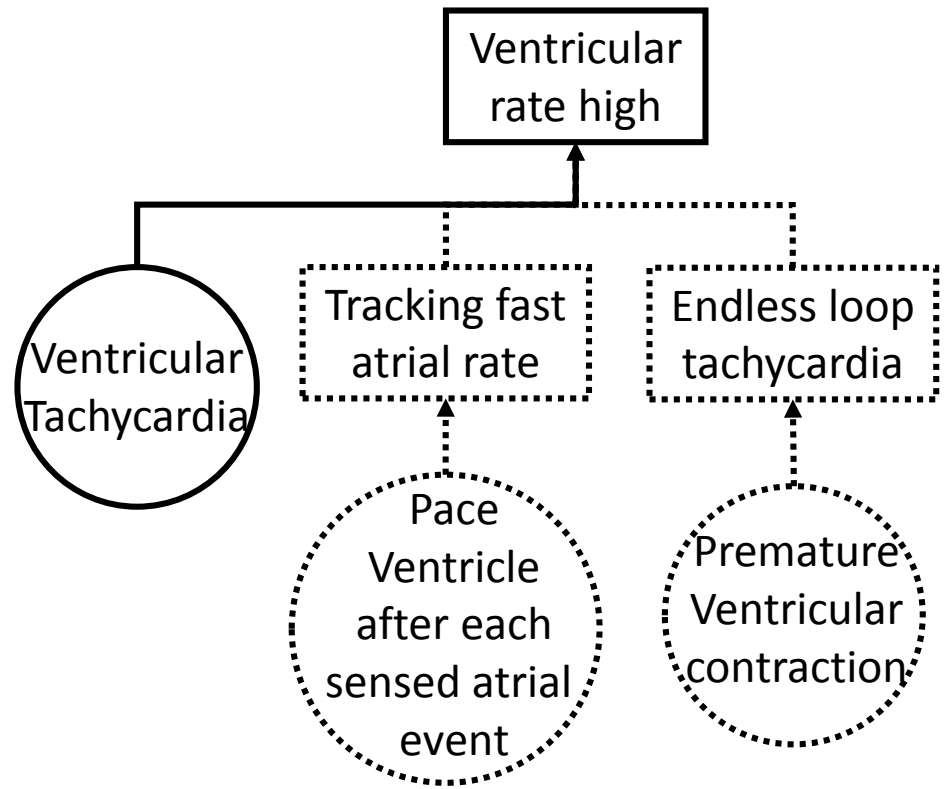 Ventricular
rate high
Ventricular
Tachycardia
Tracking fast
atrial rate
Endless loop
tachycardia
Pace
Ventricle
after each
sensed atrial
event
Premature
Ventricular
contraction